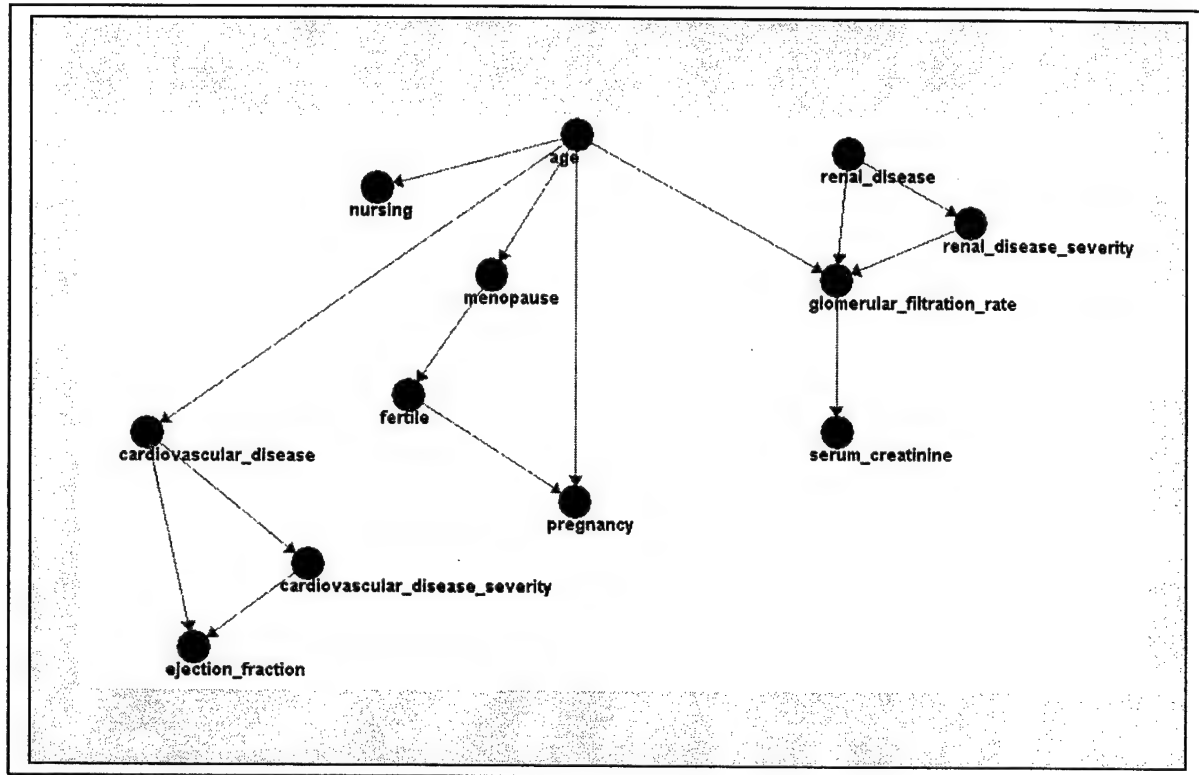 age
renal_disease
nursing
renal_disease_severity
menopause
glomerular_filtration_rate
fertile
cardiovascular_disease
serum_creatinine
pregnancy
cardiovascular_disease_severity
ejection_fraction